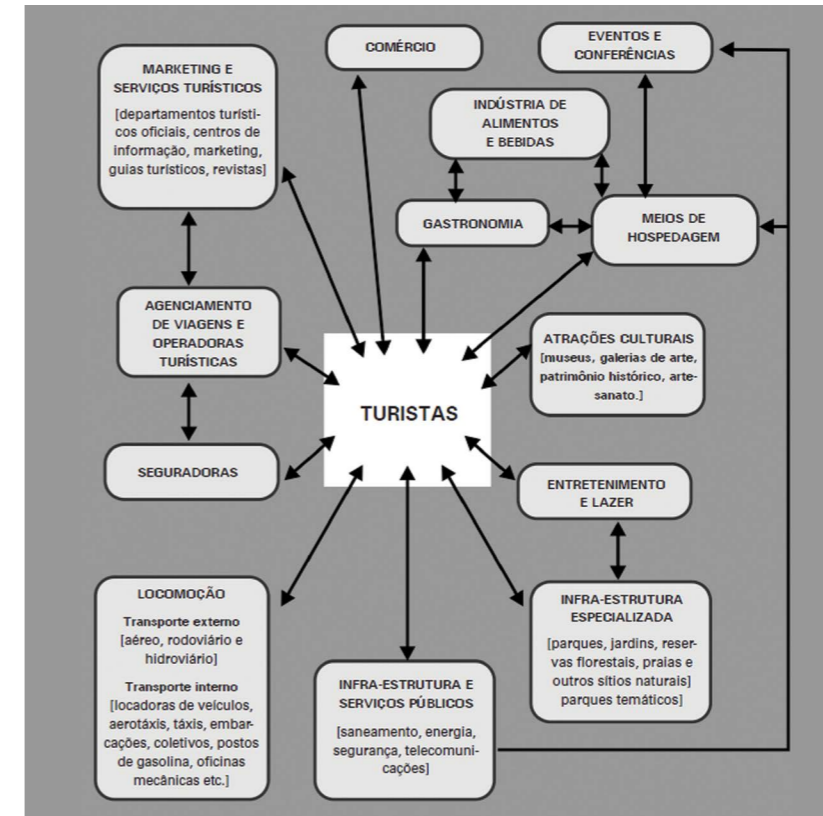 COMÉRCIO
EVENTOS E
CONFERÊNCIAS
MARKETING E
SERVIÇOS TURÍSTICOS
[departamentos turísti-
cos oficiais, centros de
informação, marketing,
guias turísticos, revistas]
INDÚSTRIA DE
ALIMENTOS
E BEBIDAS
GASTRONOMIA
MEIOS DE
HOSPEDAGEM
AGENCIAMENTO
DE VIAGENS E
OPERADORAS
TURÍSTICAS
ATRAÇÕES CULTURAIS
[museus, galerias de arte,
patrimônio histórico, arte-
sanato.]
TURISTAS
SEGURADORAS
ENTRETENIMENTO
E LAZER
LOCOMOÇÃO
Transporte externo
[aéreo, rodoviário e
hidroviário]
Transporte interno
[locadoras de veículos,
aerotáxis, táxis, embar-
cações, coletivos, postos
de gasolina, oficinas
mecânicas etc.]
INFRA-ESTRUTURA E
SERVIÇOS PÚBLICOS
[saneamento, energia,
segurança, telecomuni-
cações]
INFRA-ESTRUTURA
ESPECIALIZADA
[parques, jardins, reser-
vas florestais, praias e
outros sítios naturais]
parques temáticos]